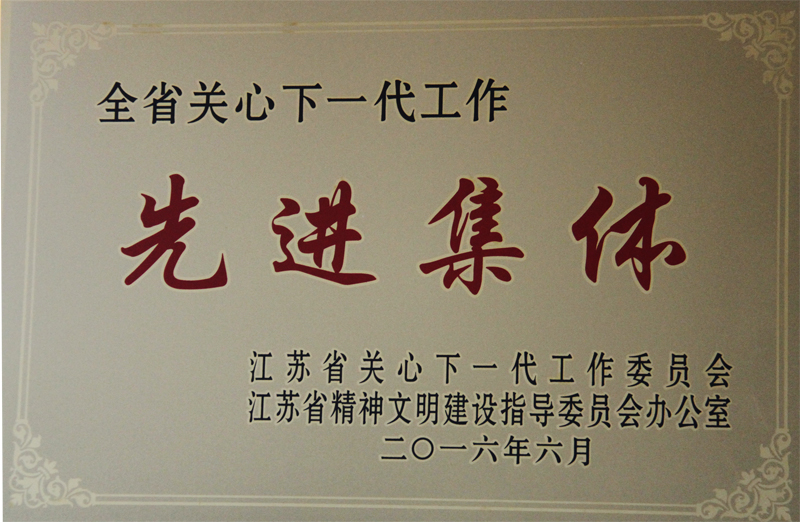 全省关心下一代工作
先进集体
江苏省关心下一代工作委员会
江苏省精神文明建设指导委员会办公室
二〇一六年六月